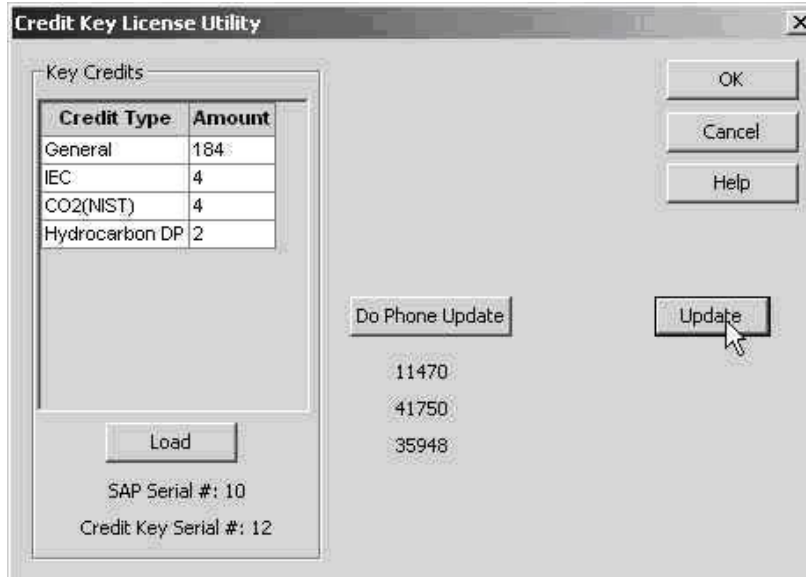 Credit Key License Utility
Key Credits
Credit Type Amount
General 184
IEC 4
CO2(NIST) 4
Hydrocarbon DP 2
Load
SAP Serial #: 10
Credit Key Serial #: 12
Do Phone Update
11470
41750
35948
OK
Cancel
Help
Update